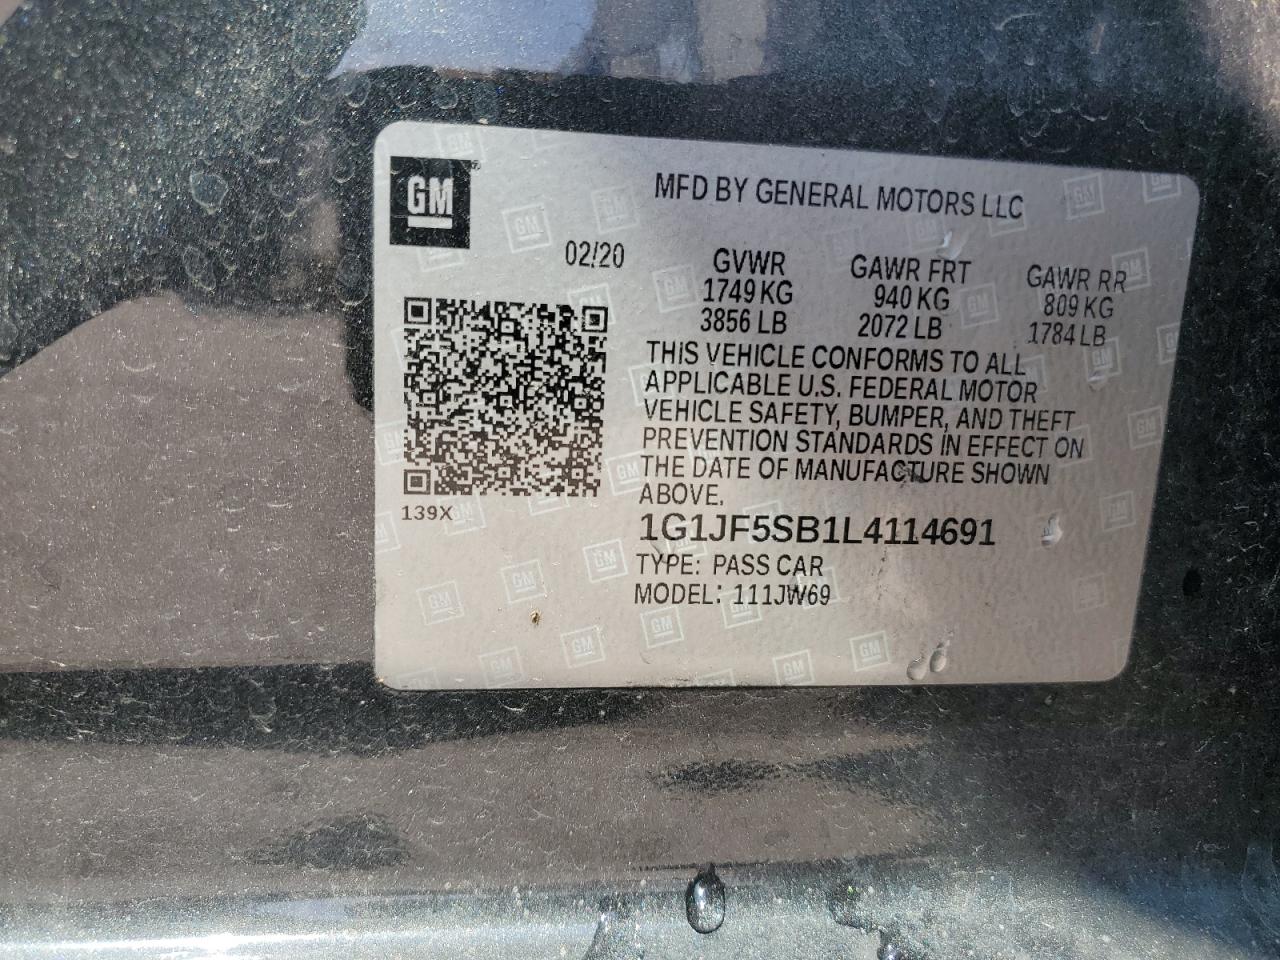 GM
MFD BY GENERAL MOTORS LLC
02/20
GVWR
1749 KG
3856 LB
GAWR FRT
940 KG
2072 LB
GAWR RR
809 KG
1784 LB
THIS VEHICLE CONFORMS TO ALL
APPLICABLE U.S. FEDERAL MOTOR
VEHICLE SAFETY, BUMPER, AND THEFT
PREVENTION STANDARDS IN EFFECT ON
THE DATE OF MANUFACTURE SHOWN
ABOVE.
139X
1G1JF5SB1L4114691
TYPE: PASS CAR
MODEL: 111JW69